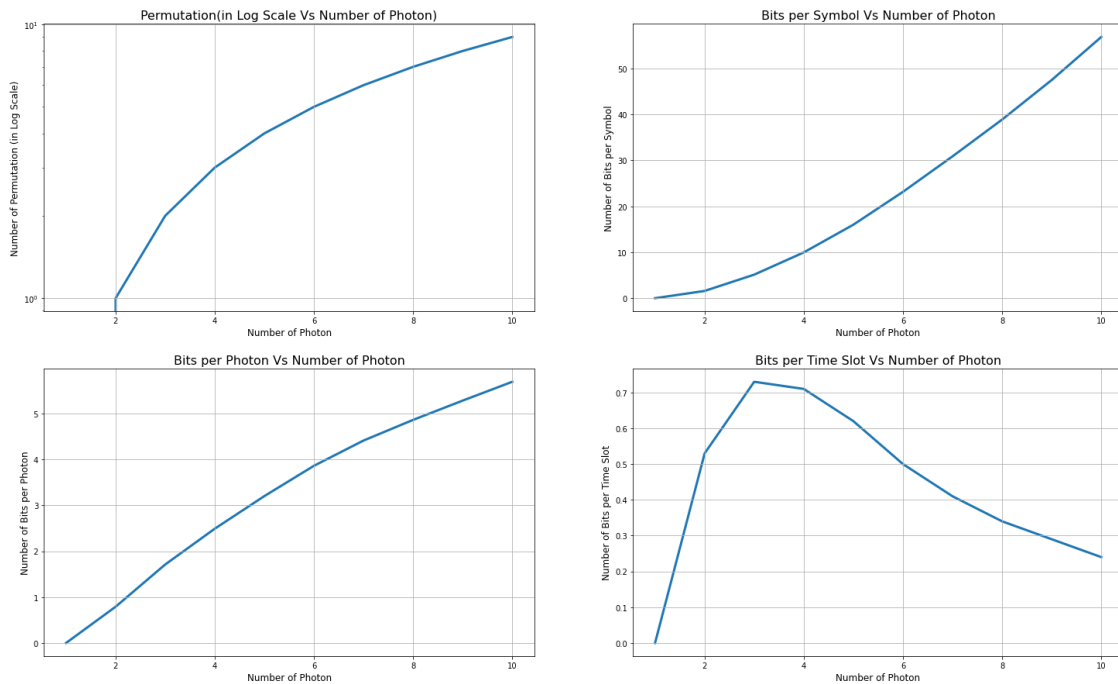 Permutation(in Log Scale Vs Number of Photon)
10¹
10⁰
Number of Permutation (in Log Scale)
2 4 6 8 10
Number of Photon
Bits per Symbol Vs Number of Photon
50
40
30
20
10
0
Number of Bits per Symbol
2 4 6 8 10
Number of Photon
Bits per Photon Vs Number of Photon
5
4
3
2
1
0
Number of Bits per Photon
2 4 6 8 10
Number of Photon
Bits per Time Slot Vs Number of Photon
0.7
0.6
0.5
0.4
0.3
0.2
0.1
0.0
Number of Bits per Time Slot
2 4 6 8 10
Number of Photon